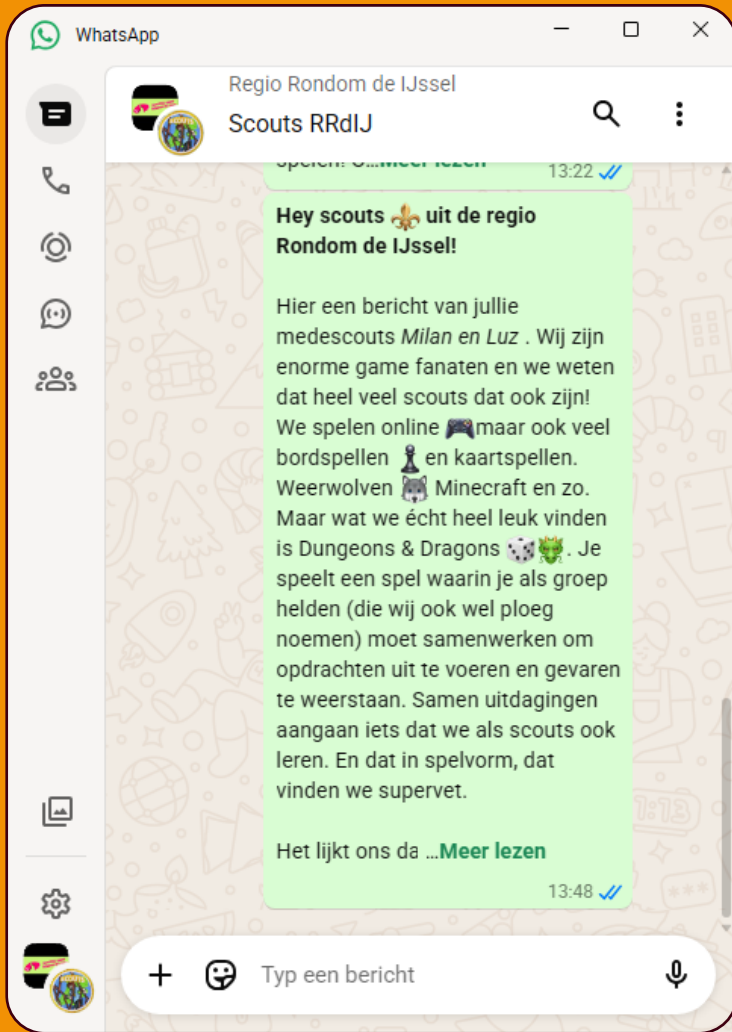 WhatsApp
Regio Rondom de IJssel
Scouts RRdIJ
spelen! O...Meer lezen
13:22
Hey scouts ⚜️ uit de regio
Rondom de IJssel!
Hier een bericht van jullie
medescouts Milan en Luz . Wij zijn
enorme game fanaten en we weten
dat heel veel scouts dat ook zijn!
We spelen online 🎮maar ook veel
bordspellen ♟️ en kaartspellen.
Weerwolven 🐺 Minecraft en zo.
Maar wat we écht heel leuk vinden
is Dungeons & Dragons 🎲🐲. Je
speelt een spel waarin je als groep
helden (die wij ook wel ploeg
noemen) moet samenwerken om
opdrachten uit te voeren en gevaren
te weerstaan. Samen uitdagingen
aangaan iets dat we als scouts ook
leren. En dat in spelvorm, dat
vinden we supervet.
Het lijkt ons da ...Meer lezen
13:48
Typ een bericht